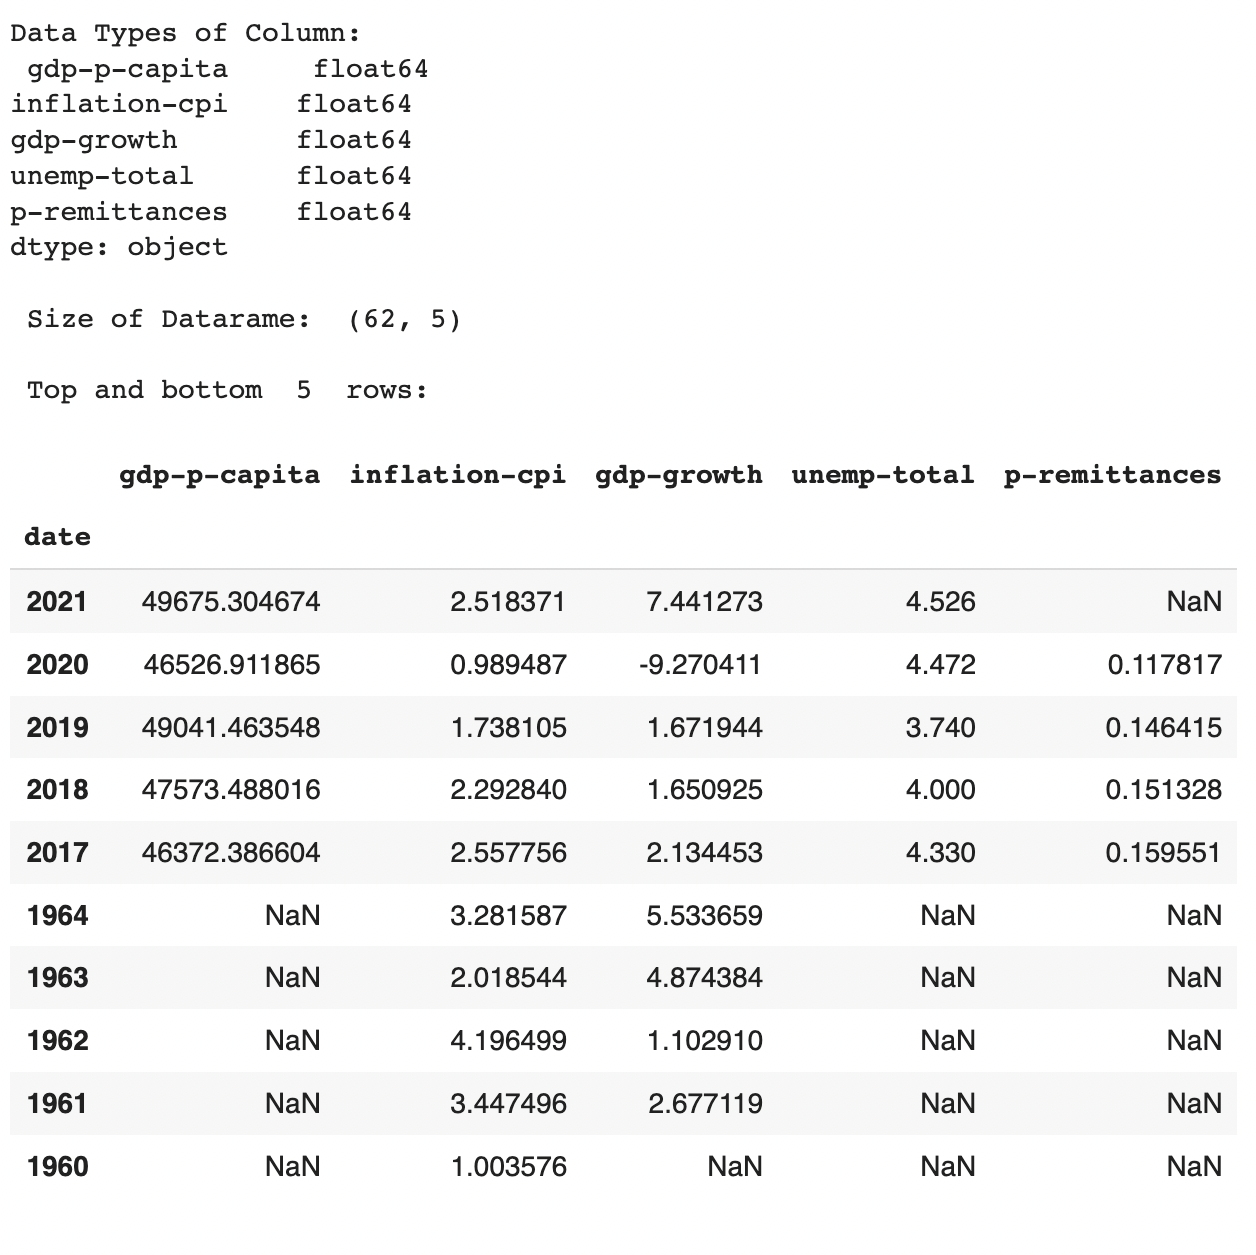 Data Types of Column:
gdp-p-capita float64
inflation-cpi float64
gdp-growth float64
unemp-total float64
p-remittances float64
dtype: object
Size of Datarame: (62, 5)
Top and bottom 5 rows:
gdp-p-capita inflation-cpi gdp-growth unemp-total p-remittances
date
2021 49675.304674 2.518371 7.441273 4.526 NaN
2020 46526.911865 0.989487 -9.270411 4.472 0.117817
2019 49041.463548 1.738105 1.671944 3.740 0.146415
2018 47573.488016 2.292840 1.650925 4.000 0.151328
2017 46372.386604 2.557756 2.134453 4.330 0.159551
1964 NaN 3.281587 5.533659 NaN NaN
1963 NaN 2.018544 4.874384 NaN NaN
1962 NaN 4.196499 1.102910 NaN NaN
1961 NaN 3.447496 2.677119 NaN NaN
1960 NaN 1.003576 NaN NaN NaN